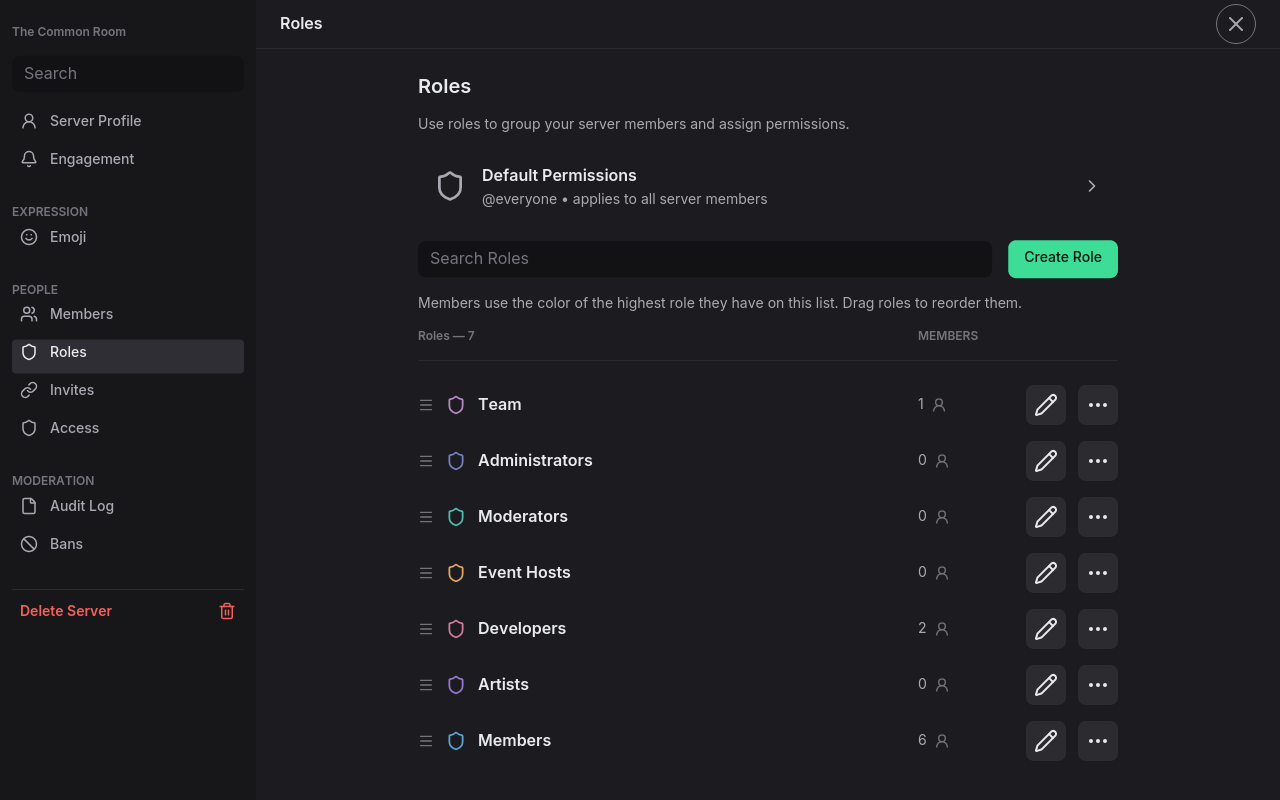 The Common Room
Search
Server Profile
Engagement
EXPRESSION
Emoji
PEOPLE
Members
Roles
Invites
Access
MODERATION
Audit Log
Bans
Delete Server
Roles
Roles
Use roles to group your server members and assign permissions.
Default Permissions
@everyone • applies to all server members
Search Roles
Create Role
Members use the color of the highest role they have on this list. Drag roles to reorder them.
Roles — 7 MEMBERS
Team 1
Administrators 0
Moderators 0
Event Hosts 0
Developers 2
Artists 0
Members 6